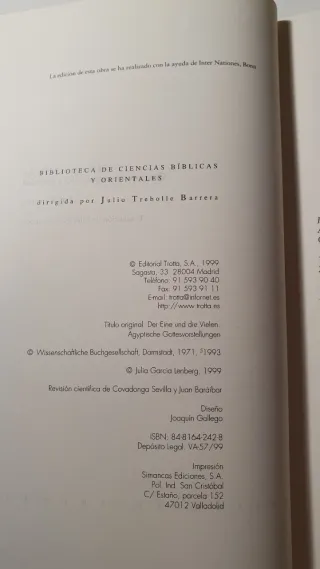 La edición de esta obra se ha realizado con la ayuda de Inter Nationes, Bonn
BIBLIOTECA DE CIENCIAS BÍBLICAS
Y ORIENTALES
dirigida por Julio Trebolle Barrera
© Editorial Trotta, S.A., 1999
Sagasta, 33. 28004 Madrid
Teléfono: 91 593 90 40
Fax: 91 593 91 11
E-mail: trotta@infornet.es
http://www.trotta.es
Título original: Der Eine und die Vielen.
Ägyptische Gottesvorstellungen
© Wissenschaftliche Buchgesellschaft, Darmstadt, 1971, ⁵1993
© Julia García Lenberg, 1999
Revisión científica de Covadonga Sevilla y Juan Baraibar
Diseño
Joaquín Gallego
ISBN: 84-8164-242-8
Depósito Legal: VA-57/99
Impresión
Simancas Ediciones, S.A.
Pol. Ind. San Cristóbal
C/ Estaño, parcela 152
47012 Valladolid